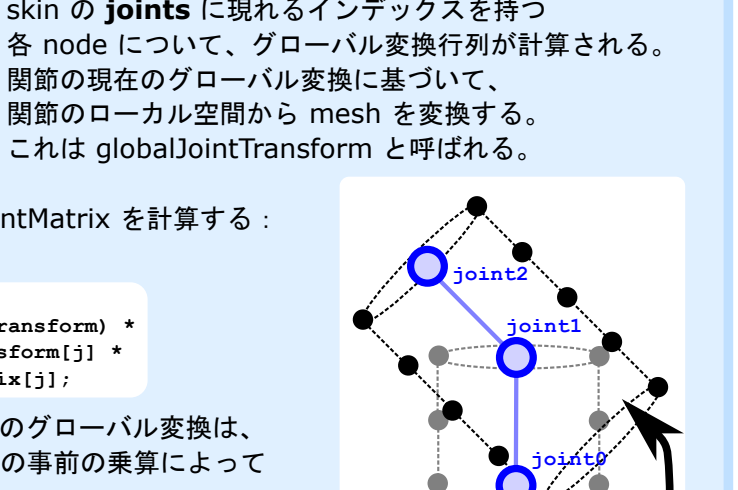 skin の joints に現れるインデックスを持つ
各 node について、グローバル変換行列が計算される。
関節の現在のグローバル変換に基づいて、
関節のローカル空間から mesh を変換する。
これは globalJointTransform と呼ばれる。
ntMatrix を計算する：
ransform) *
sform[j] *
ix[j];
のグローバル変換は、
の事前の乗算によって
joint2
joint1
joint0